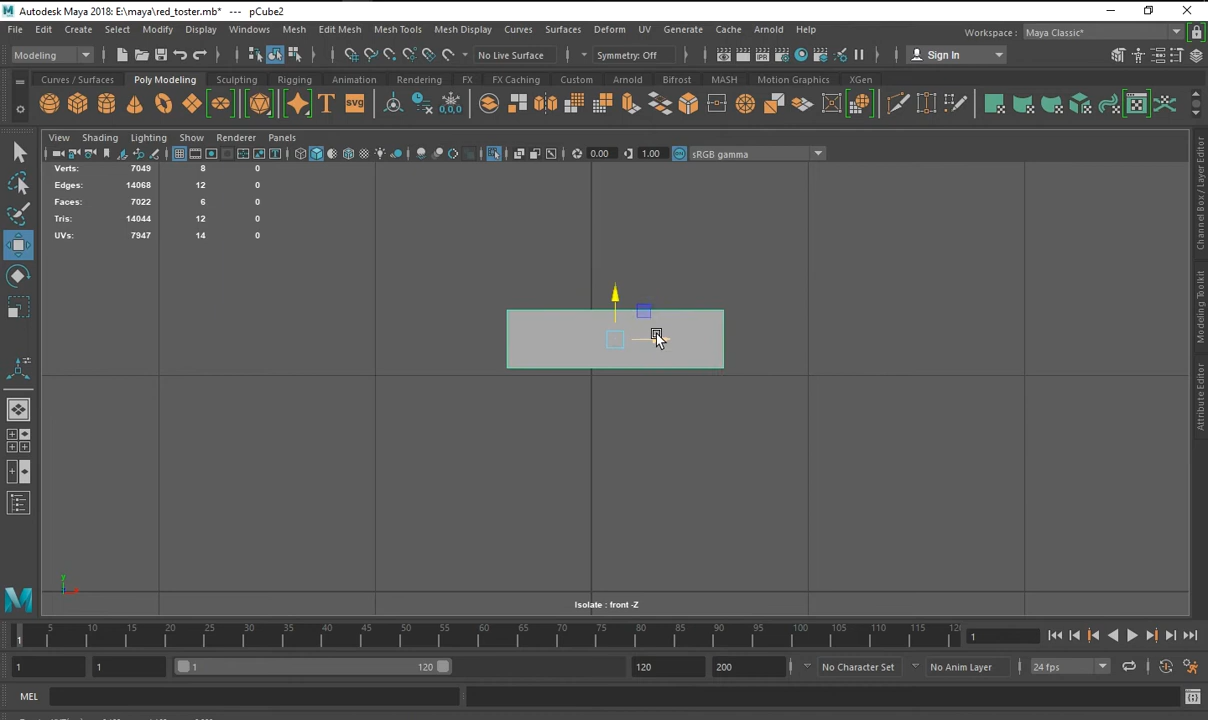 Autodesk Maya 2018: E:\maya\red_toster.mb* --- pCube2
File Edit Create Select Modify Display Windows Mesh Edit Mesh Mesh Tools Mesh Display Curves Surfaces Deform UV Generate Cache Arnold Help Workspace : Maya Classic*
Modeling No Live Surface Symmetry: Off Sign In
Curves / Surfaces Poly Modeling Sculpting Rigging Animation Rendering FX FX Caching Custom Arnold Bifrost MASH Motion Graphics XGen
T SVG 0,0,0
View Shading Lighting Show Renderer Panels
0.00 1.00 sRGB gamma
Verts: 7049 8 0
Edges: 14068 12 0
Faces: 7022 6 0
Tris: 14044 12 0
UVs: 7947 14 0
Channel Box / Layer Editor
Modeling Toolkit
Attribute Editor
y
Isolate : front -Z
1 5 10 15 20 25 30 35 40 45 50 55 60 65 70 75 80 85 90 95 100 105 110 115 1
1 1 1 120 120 200 No Character Set No Anim Layer 24 fps
MEL